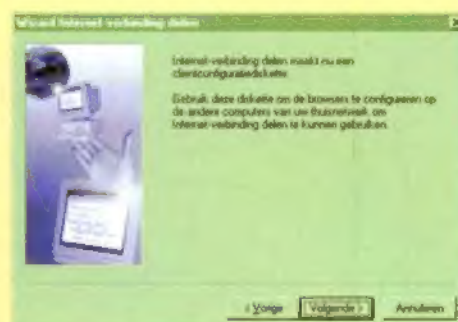 Wizard Internet-verbinding delen
Internet-verbinding delen maakt nu een
clientconfiguratiediskette.
Gebruik deze diskette om de browsers te configureren op
de andere computers van uw thuisnetwerk om
Internet-verbinding delen te kunnen gebruiken.
< Vorige Volgende > Annuleren